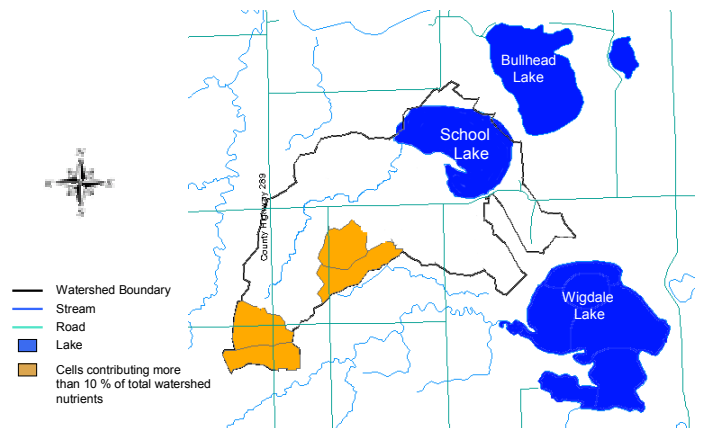 Bullhead
Lake
School
Lake
County Highway 289
Wigdale
Lake
Watershed Boundary
Stream
Road
Lake
Cells contributing more
than 10 % of total watershed
nutrients